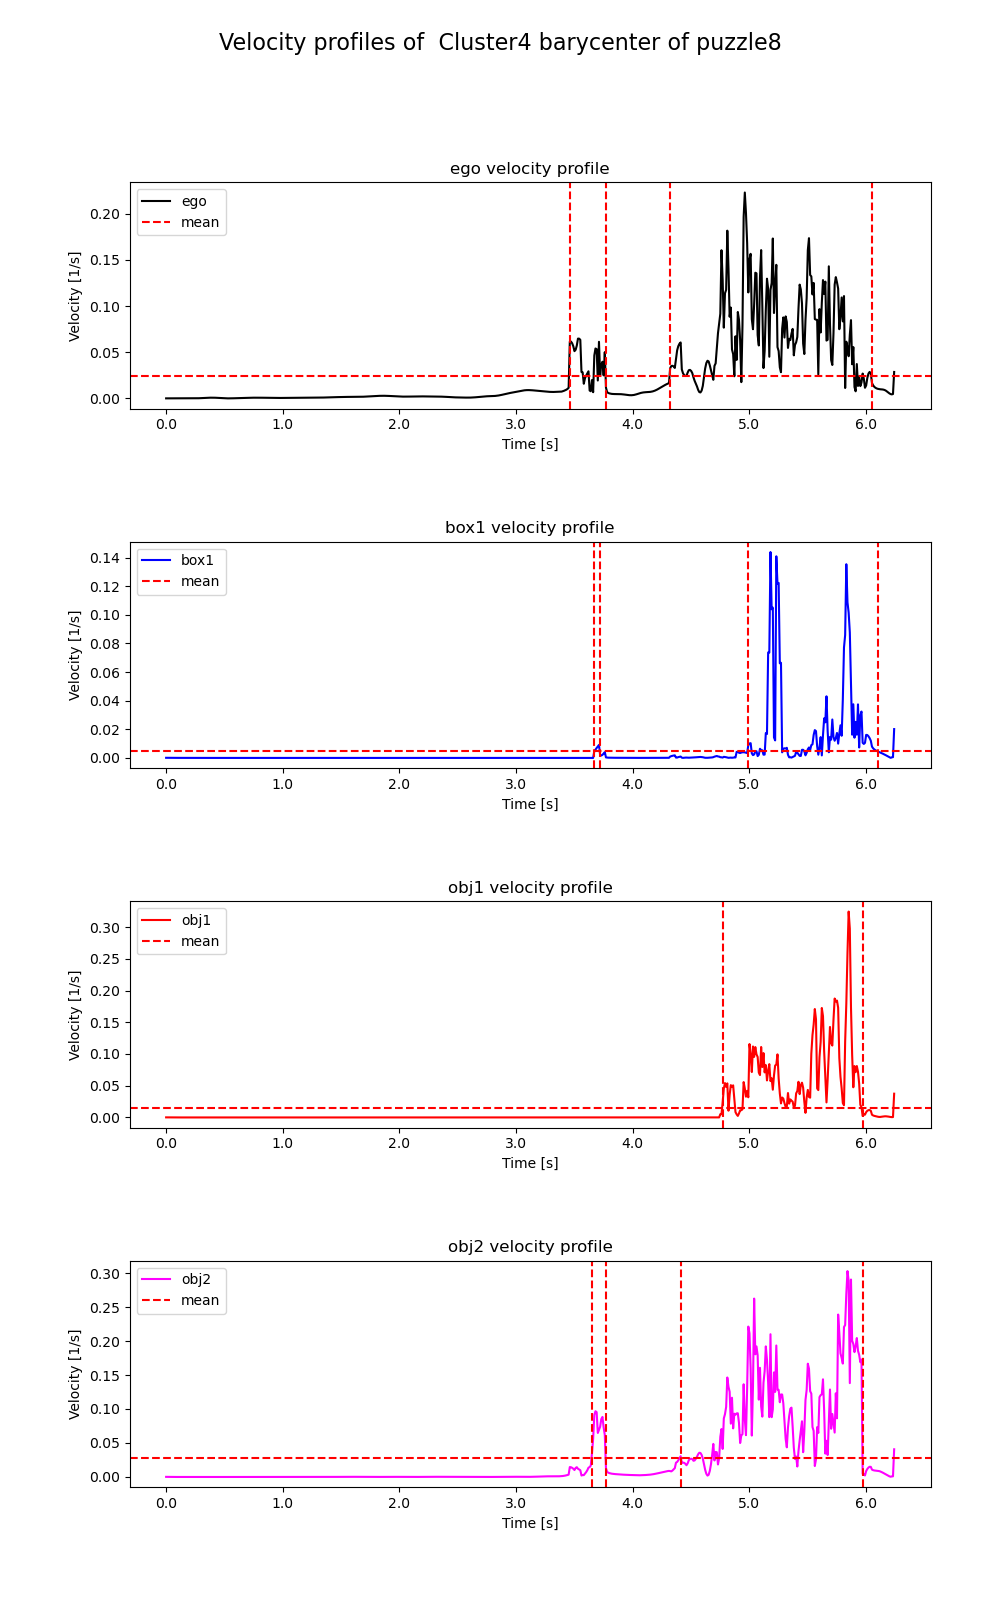 Velocity profiles of  Cluster4 barycenter of puzzle8
ego velocity profile
ego
mean
0.20
0.15
0.10
0.05
0.00
Velocity [1/s]
0.0 1.0 2.0 3.0 4.0 5.0 6.0
Time [s]
box1 velocity profile
box1
mean
0.14
0.12
0.10
0.08
0.06
0.04
0.02
0.00
Velocity [1/s]
0.0 1.0 2.0 3.0 4.0 5.0 6.0
Time [s]
obj1 velocity profile
obj1
mean
0.30
0.25
0.20
0.15
0.10
0.05
0.00
Velocity [1/s]
0.0 1.0 2.0 3.0 4.0 5.0 6.0
Time [s]
obj2 velocity profile
obj2
mean
0.30
0.25
0.20
0.15
0.10
0.05
0.00
Velocity [1/s]
0.0 1.0 2.0 3.0 4.0 5.0 6.0
Time [s]